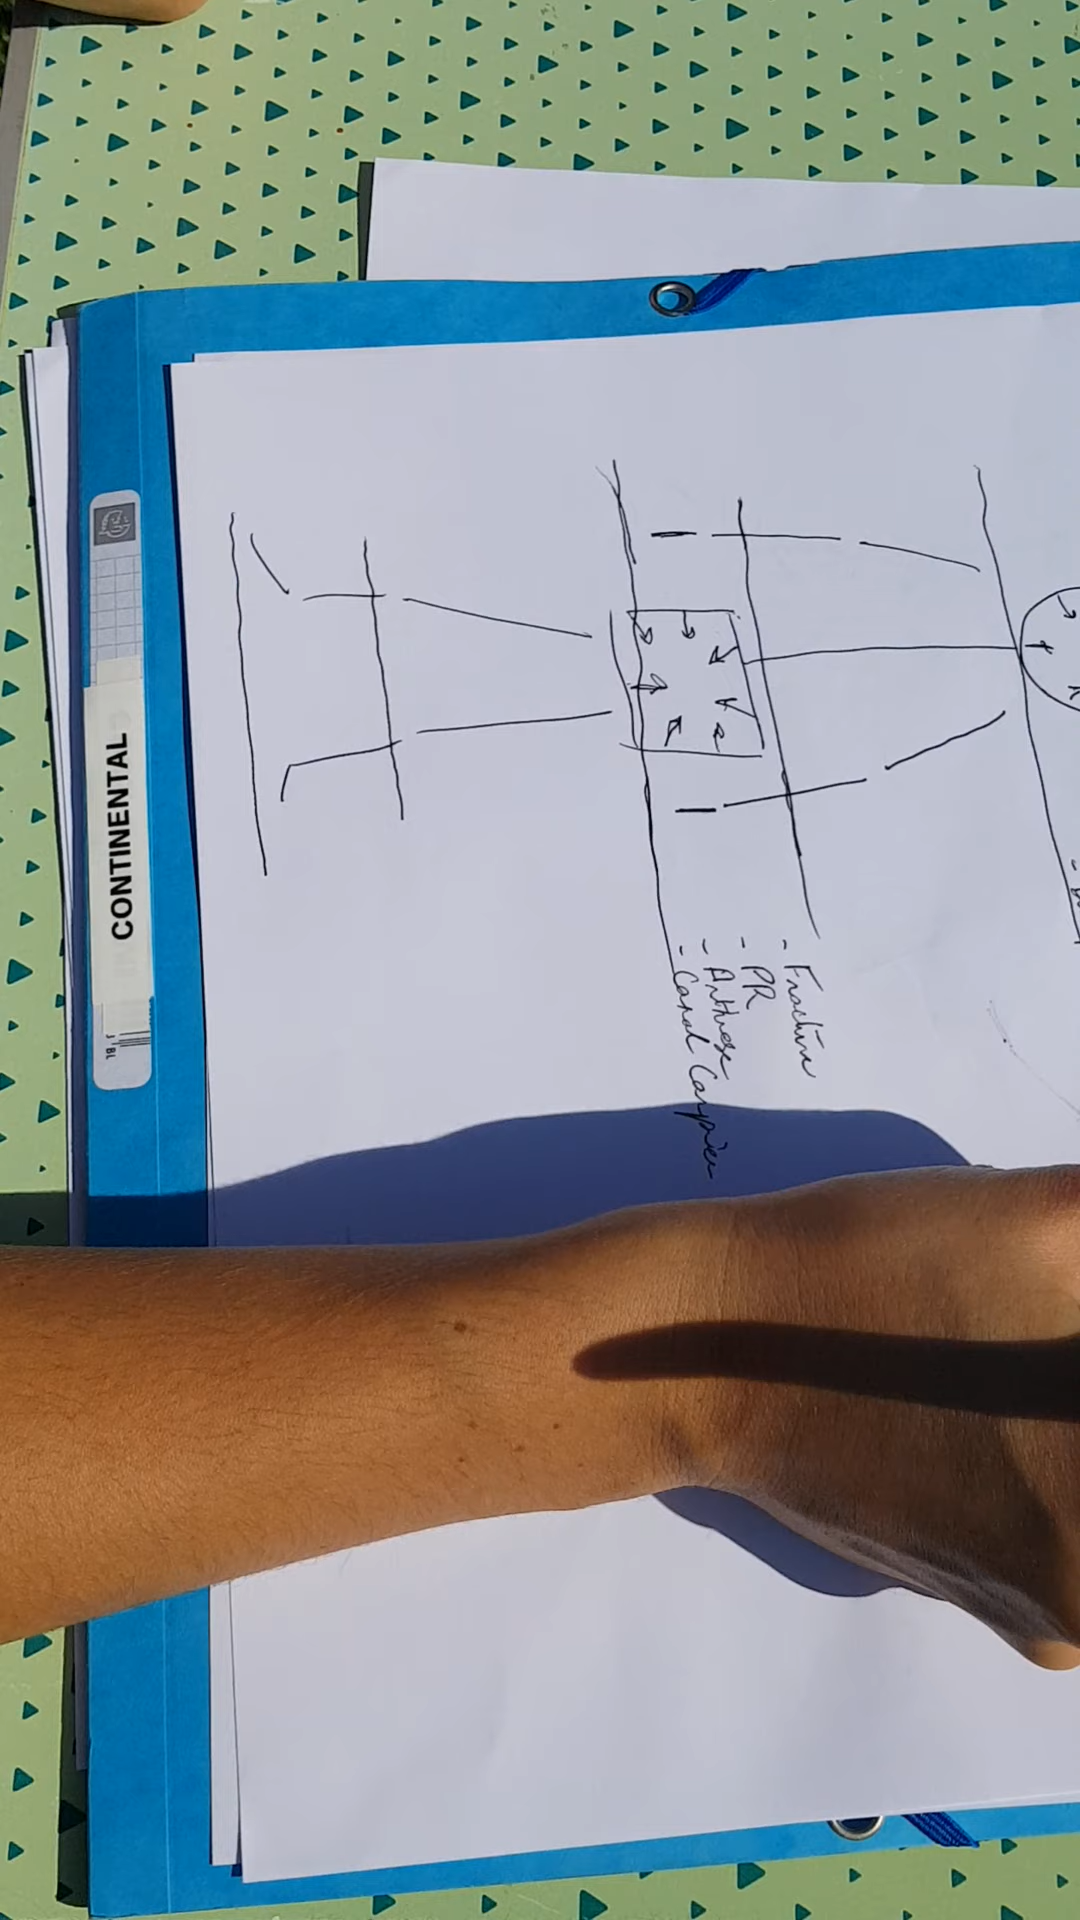 - Fracture
- PR
- Arthrose
- Canal Carpien
CONTINENTAL